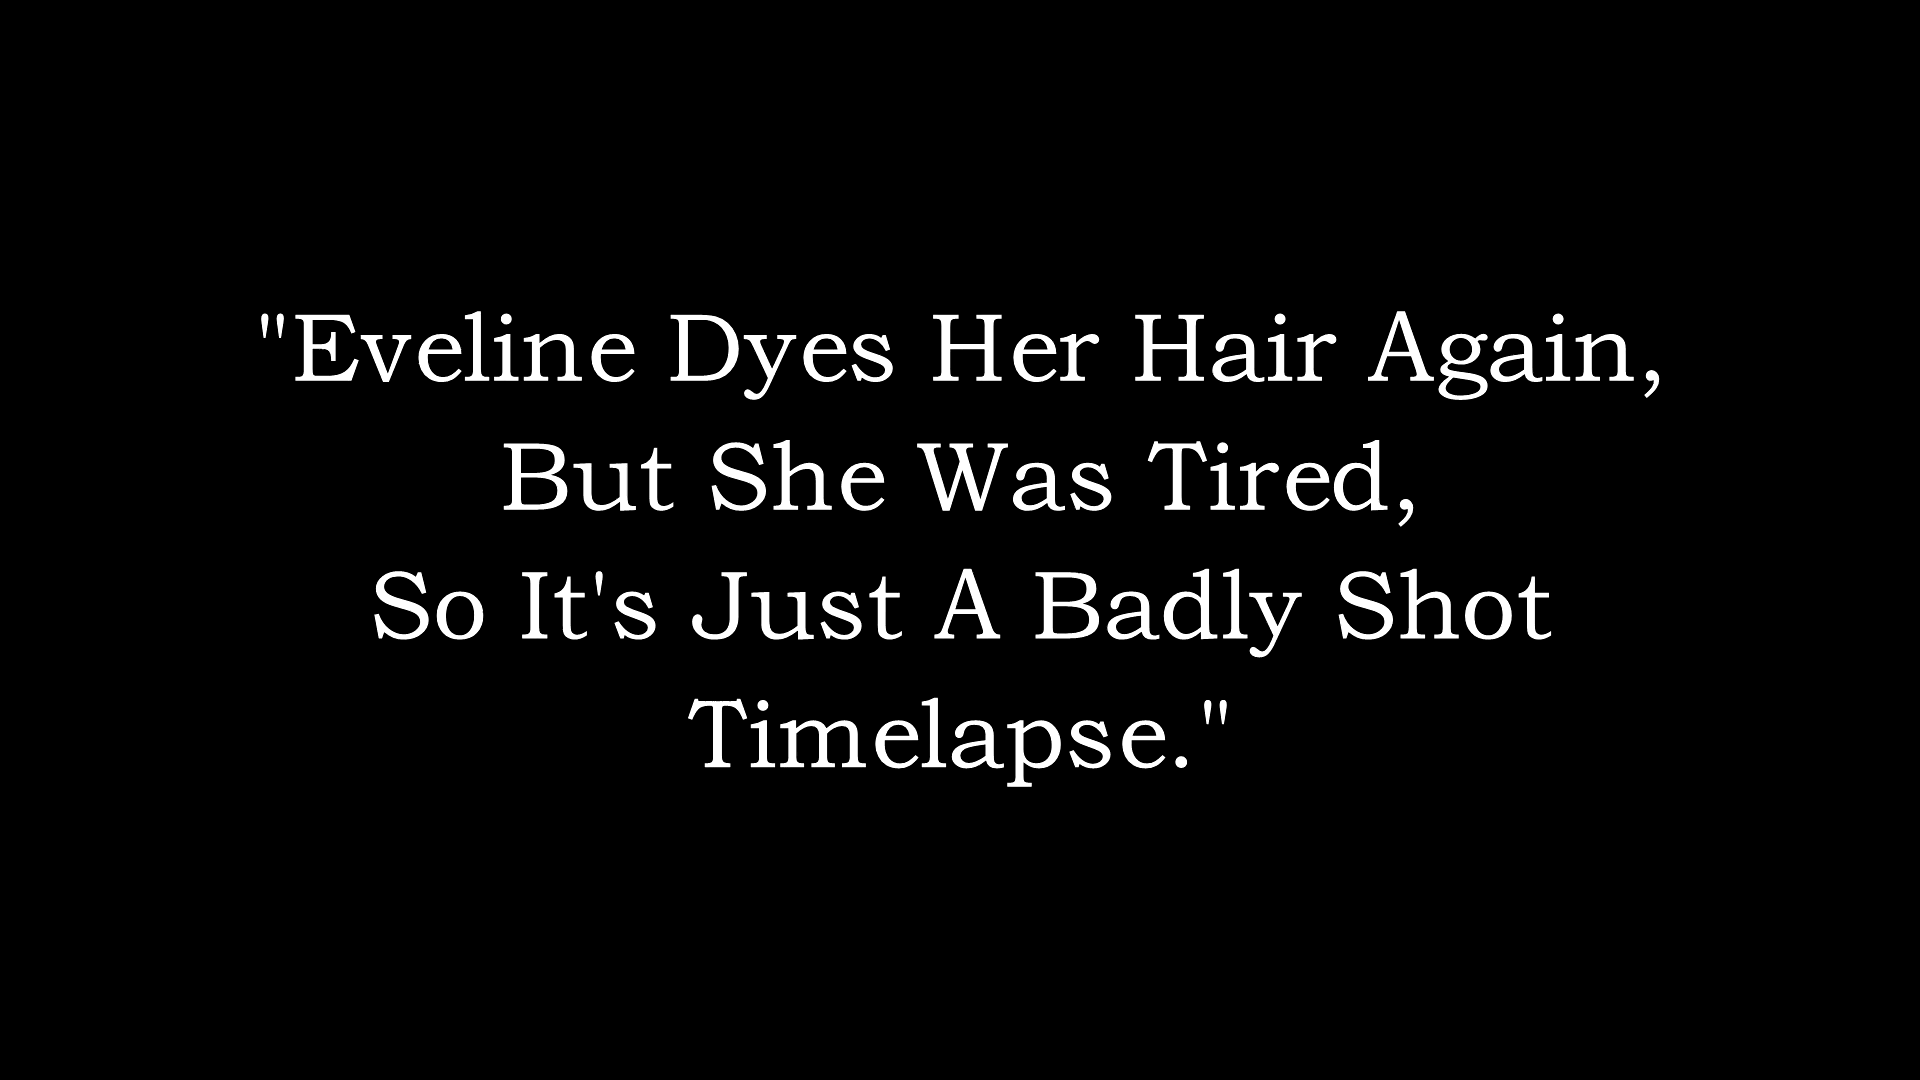 "Eveline Dyes Her Hair Again,
But She Was Tired,
So It's Just A Badly Shot
Timelapse."